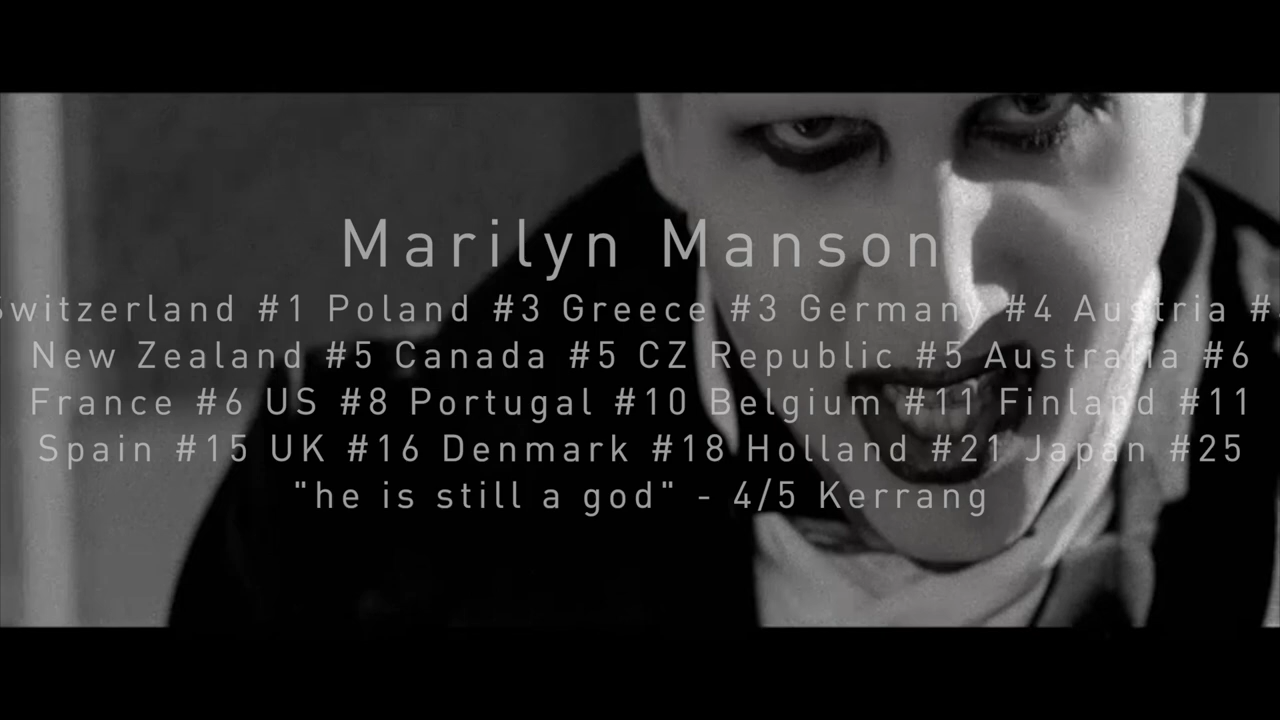 Marilyn Manson
Switzerland #1 Poland #3 Greece #3 Germany #4 Austria #
New Zealand #5 Canada #5 CZ Republic #5 Australia #6
France #6 US #8 Portugal #10 Belgium #11 Finland #11
Spain #15 UK #16 Denmark #18 Holland #21 Japan #25
"he is still a god" - 4/5 Kerrang